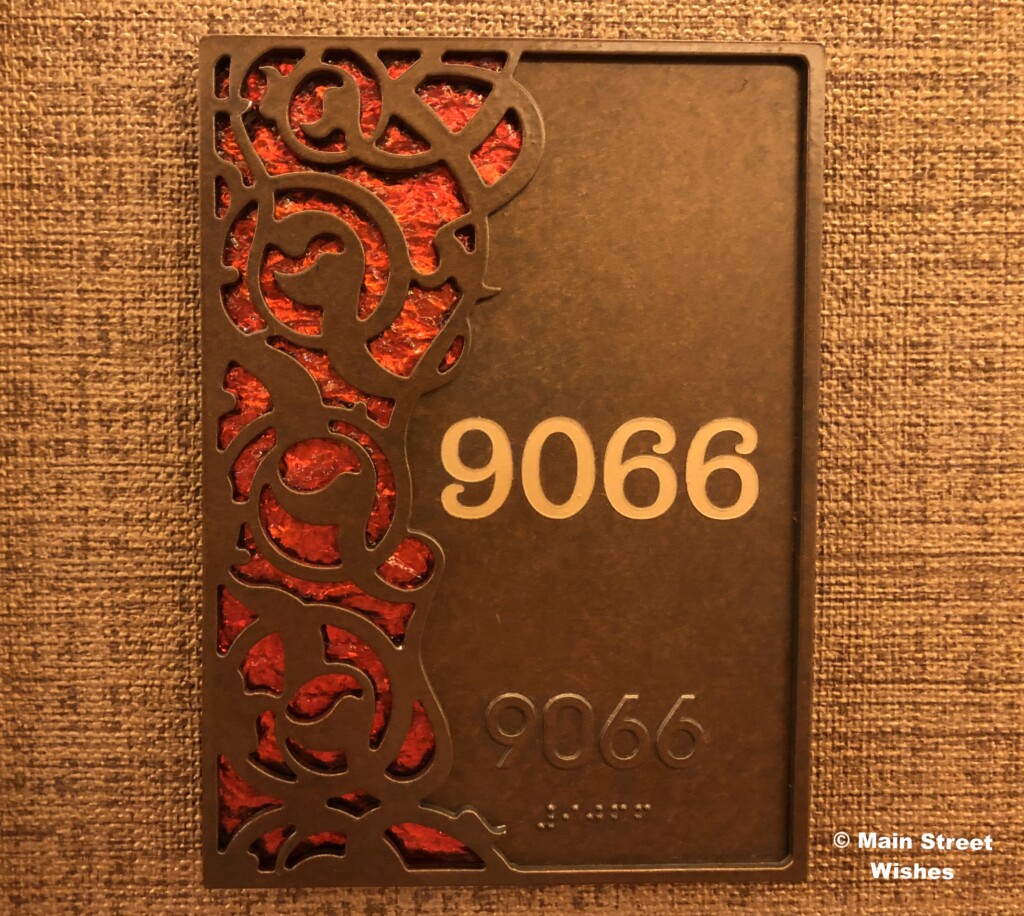 9066
9066
⠼⠊⠚⠋⠋
© Main Street
Wishes